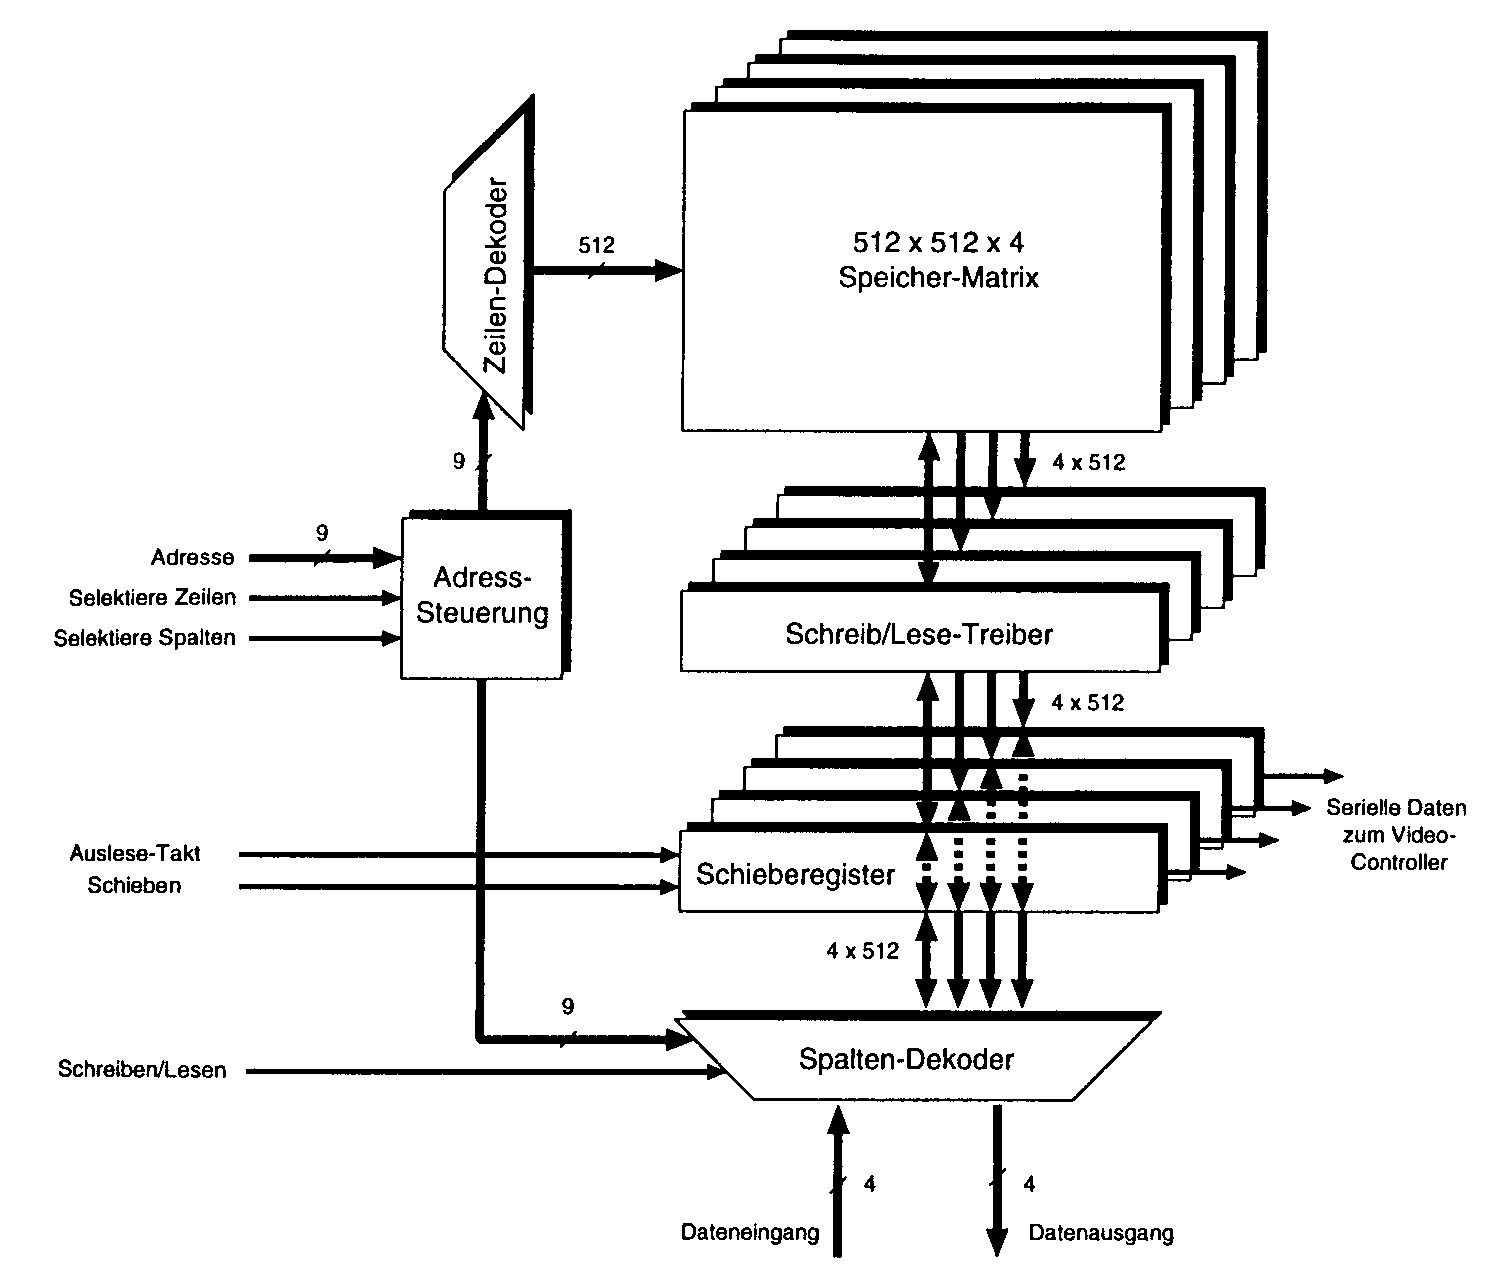 512 x 512 x 4
Speicher-Matrix
Zeilen-Dekoder
512
9
4 x 512
9
Adresse
Selektiere Zeilen
Selektiere Spalten
Adress-
Steuerung
Schreib/Lese-Treiber
4 x 512
Serielle Daten
zum Video-
Controller
Auslese-Takt
Schieben
Schieberegister
4 x 512
9
Schreiben/Lesen
Spalten-Dekoder
4
4
Dateneingang
Datenausgang